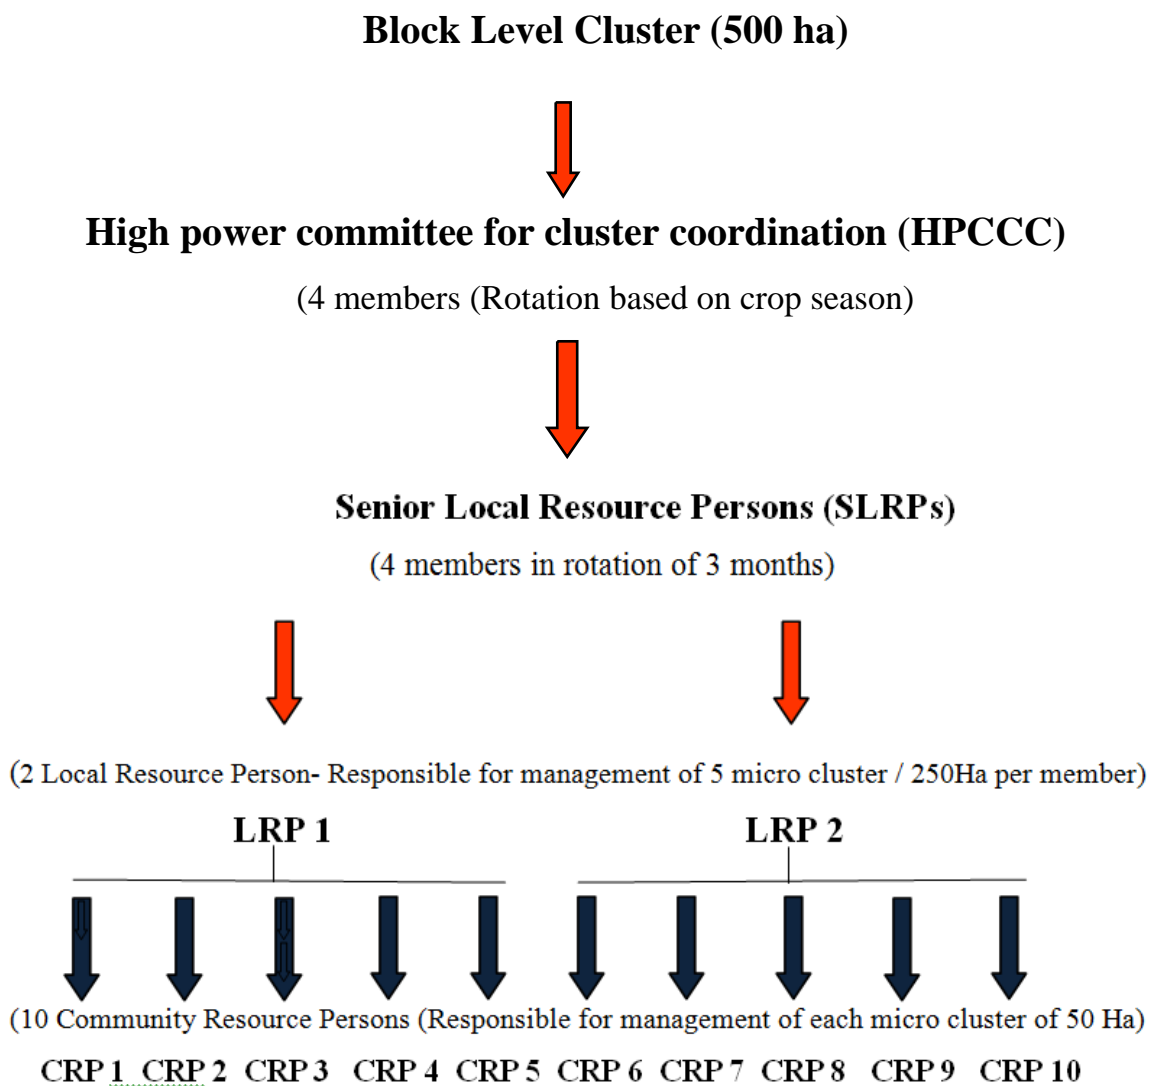 Block Level Cluster (500 ha)
High power committee for cluster coordination (HPCCC)
(4 members (Rotation based on crop season)
Senior Local Resource Persons (SLRPs)
(4 members in rotation of 3 months)
(2 Local Resource Person- Responsible for management of 5 micro cluster / 250Ha per member)
LRP 1 LRP 2
(10 Community Resource Persons (Responsible for management of each micro cluster of 50 Ha)
CRP 1 CRP 2 CRP 3 CRP 4 CRP 5 CRP 6 CRP 7 CRP 8 CRP 9 CRP 10